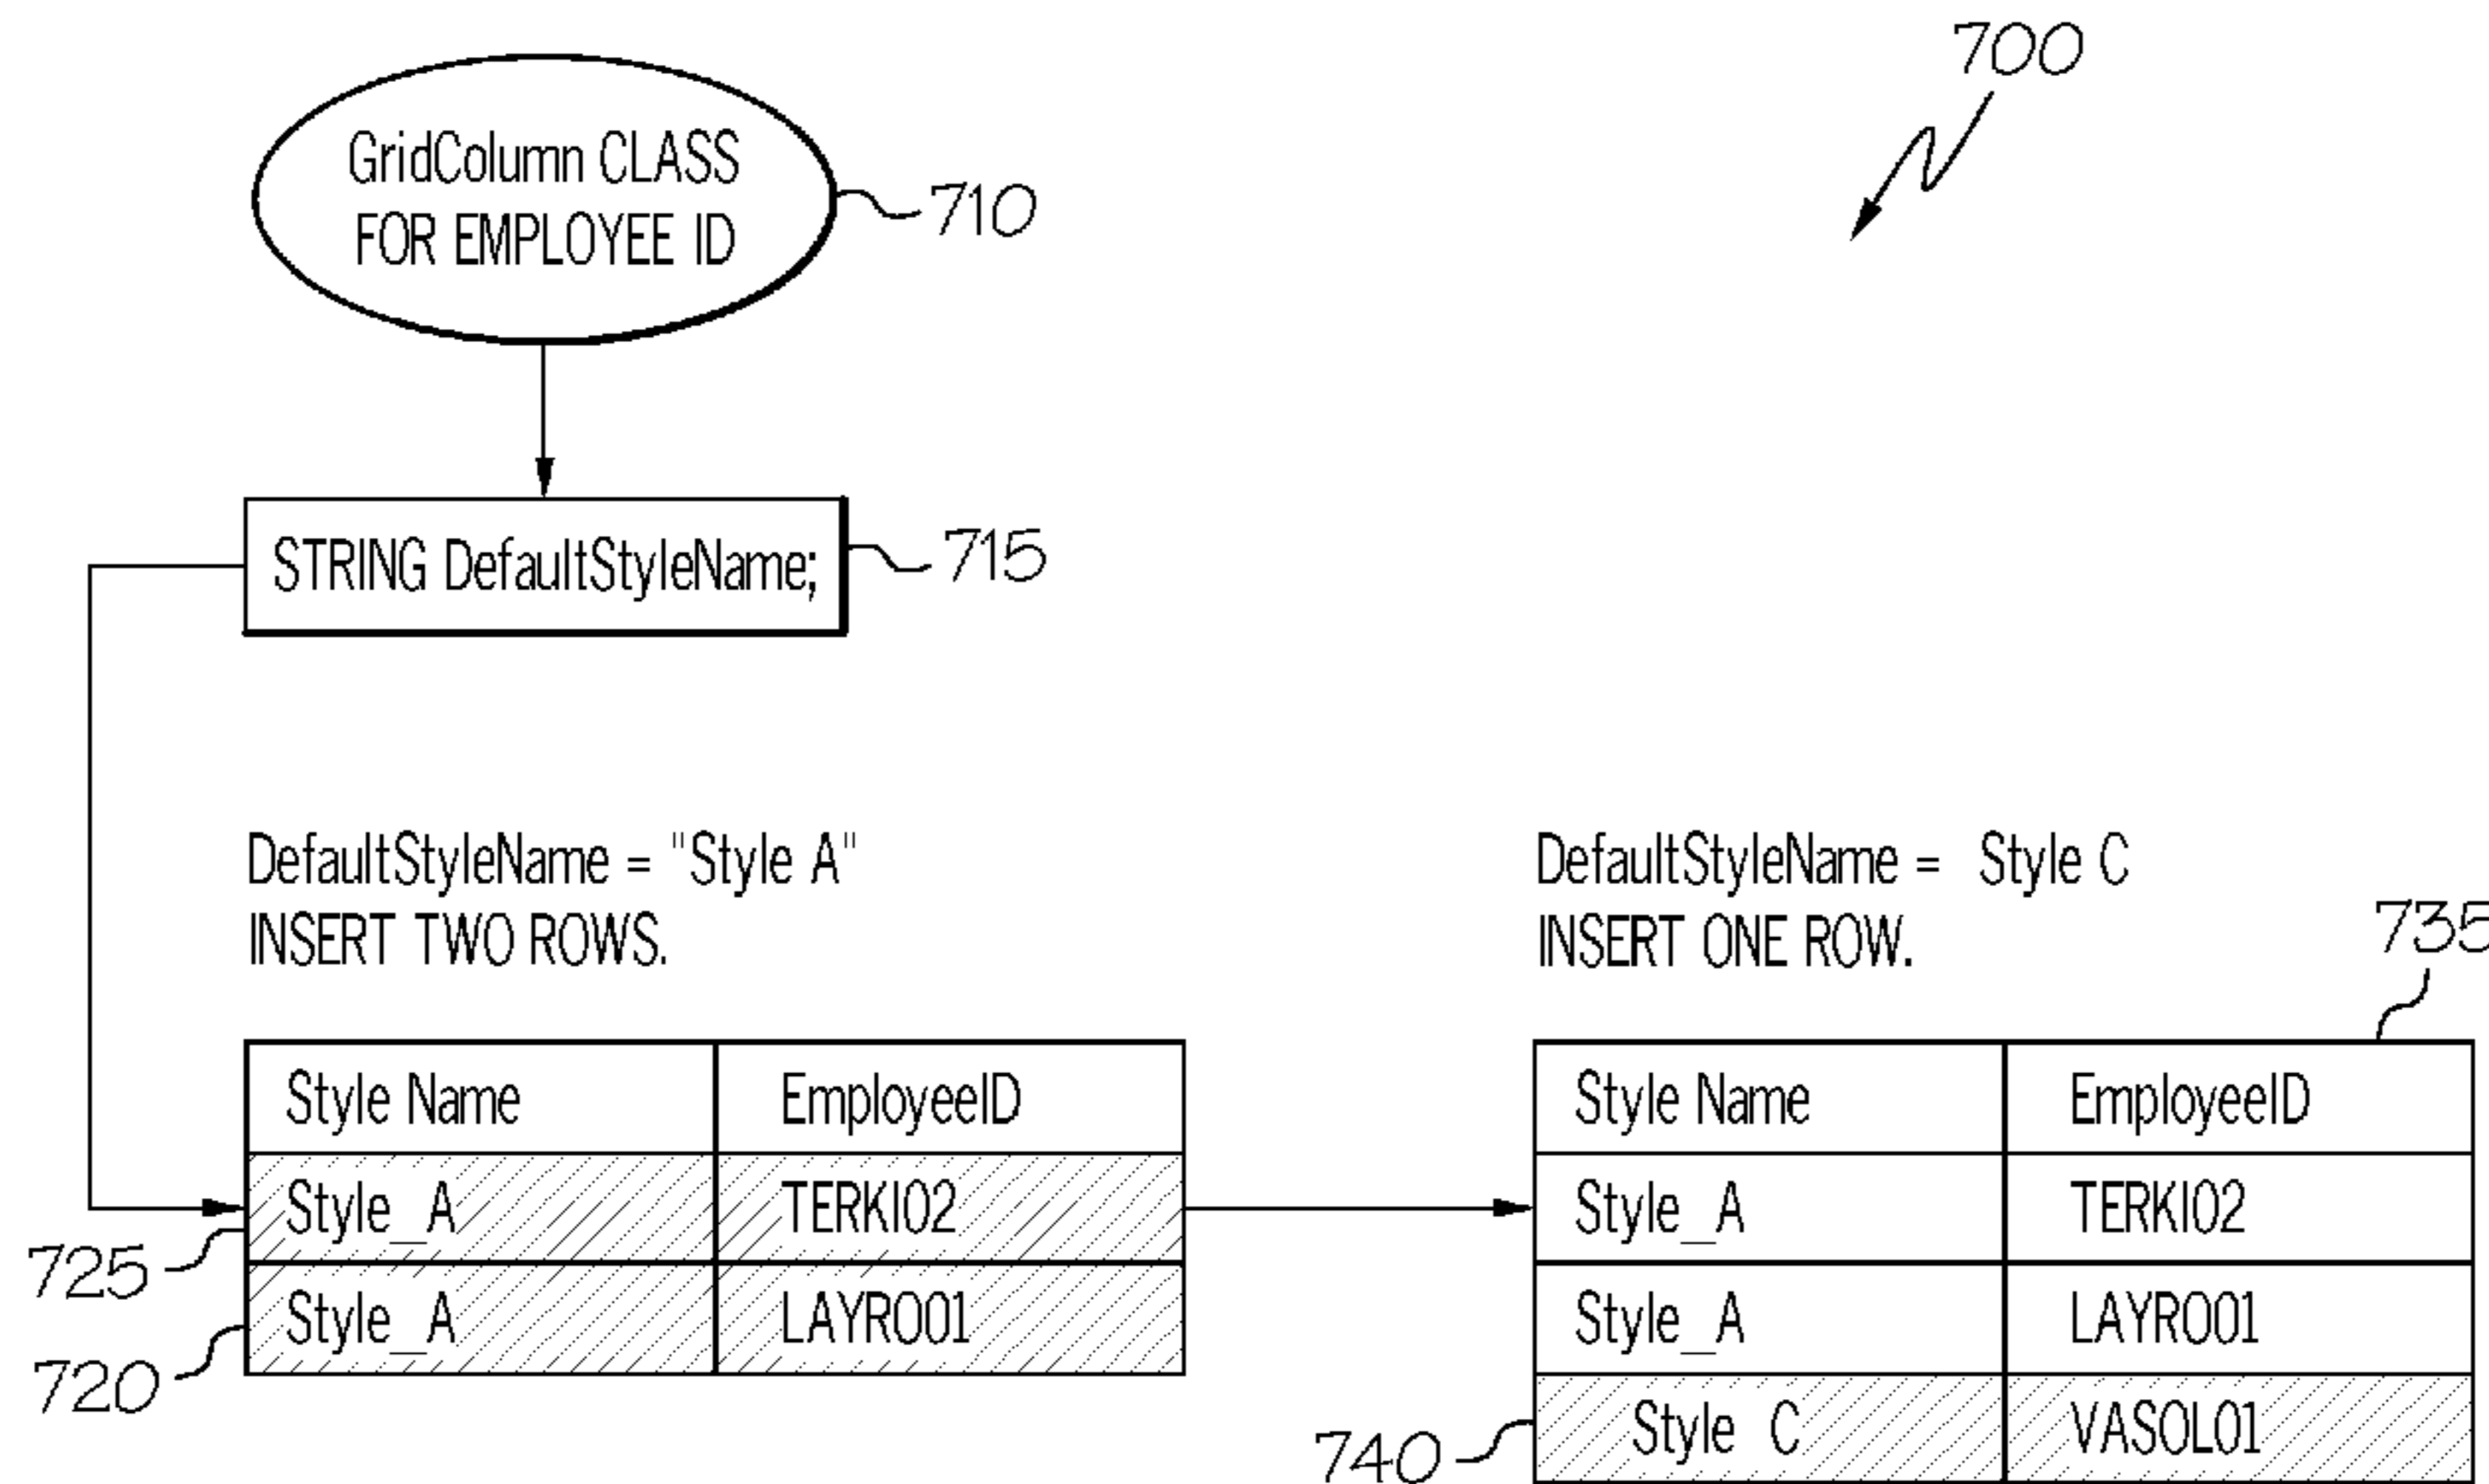 700
GridColumn CLASS
FOR EMPLOYEE ID
710
STRING DefaultStyleName;
715
DefaultStyleName = "Style A"
INSERT TWO ROWS.
Style Name EmployeeID
Style_A TERKI02
725
Style_A LAYRO01
720
DefaultStyleName = Style C
INSERT ONE ROW.
735
Style Name EmployeeID
Style_A TERKI02
Style_A LAYRO01
Style C VASOL01
740